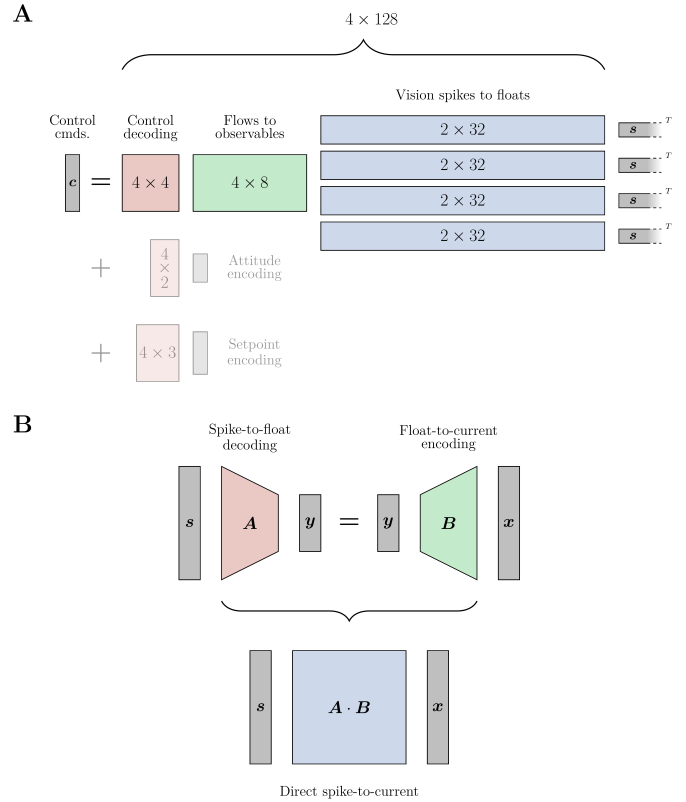 A
4 × 128
Vision spikes to floats
Control
cmds.
Control
decoding
Flows to
observables
c = 4 × 4 4 × 8
2 × 32 s T
2 × 32 s T
2 × 32 s T
2 × 32 s T
+ 4
×
2
Attitude
encoding
+ 4 × 3
Setpoint
encoding
B
Spike-to-float
decoding
Float-to-current
encoding
s A y = y B x
s A · B x
Direct spike-to-current